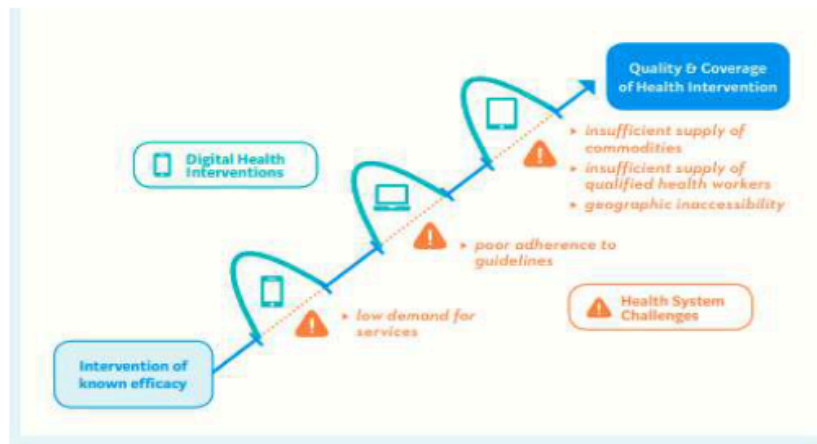 Quality & Coverage
of Health Intervention
▸ insufficient supply of
commodities
▸ insufficient supply of
qualified health workers
▸ geographic inaccessibility
Digital Health
Interventions
▸ poor adherence to
guidelines
Health System
Challenges
▸ low demand for
services
Intervention of
known efficacy